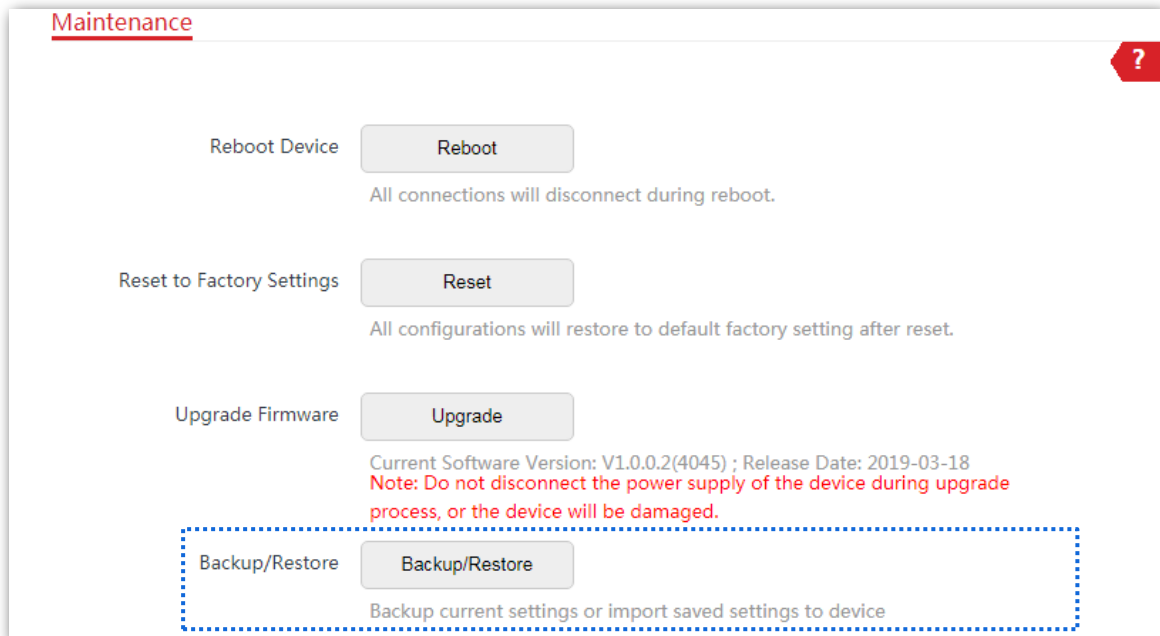 Maintenance
?
Reboot Device
Reboot
All connections will disconnect during reboot.
Reset to Factory Settings
Reset
All configurations will restore to default factory setting after reset.
Upgrade Firmware
Upgrade
Current Software Version: V1.0.0.2(4045) ; Release Date: 2019-03-18
Note: Do not disconnect the power supply of the device during upgrade
process, or the device will be damaged.
Backup/Restore
Backup/Restore
Backup current settings or import saved settings to device